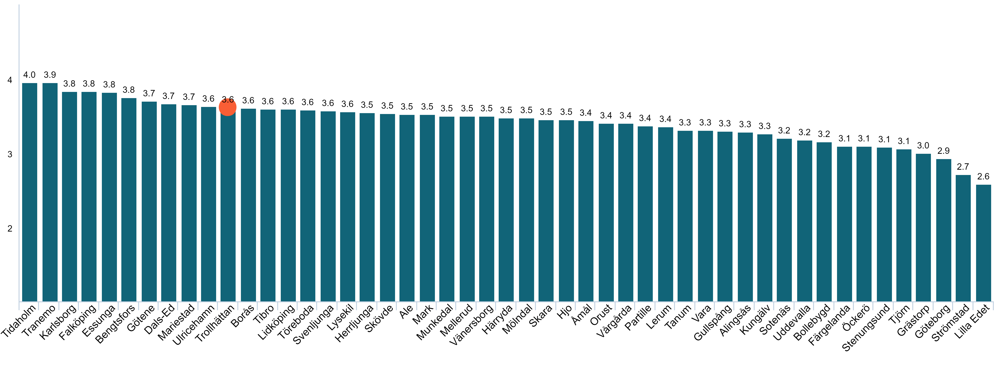 4.0 3.9 3.8 3.8 3.8 3.8 3.7 3.7 3.7 3.6 3.6 3.6 3.6 3.6 3.6 3.6 3.6 3.5 3.5 3.5 3.5 3.5 3.5 3.5 3.5 3.5 3.5 3.5 3.4 3.4 3.4 3.4 3.4 3.3 3.3 3.3 3.3 3.3 3.2 3.2 3.2 3.1 3.1 3.1 3.1 3.0 2.9 2.7 2.6
4
3
2
Tidaholm
Tranemo
Karlsborg
Falköping
Essunga
Bengtsfors
Götene
Dals-Ed
Mariestad
Ulricehamn
Trollhättan
Borås
Tibro
Lidköping
Töreboda
Svenljunga
Lysekil
Herrljunga
Skövde
Ale
Mark
Munkedal
Mellerud
Vänersborg
Härryda
Mölndal
Skara
Hjo
Åmål
Orust
Vårgårda
Partille
Lerum
Tanum
Vara
Gullspång
Alingsås
Kungälv
Sotenäs
Uddevalla
Bollebygd
Färgelanda
Öckerö
Stenungsund
Tjörn
Grästorp
Göteborg
Strömstad
Lilla Edet